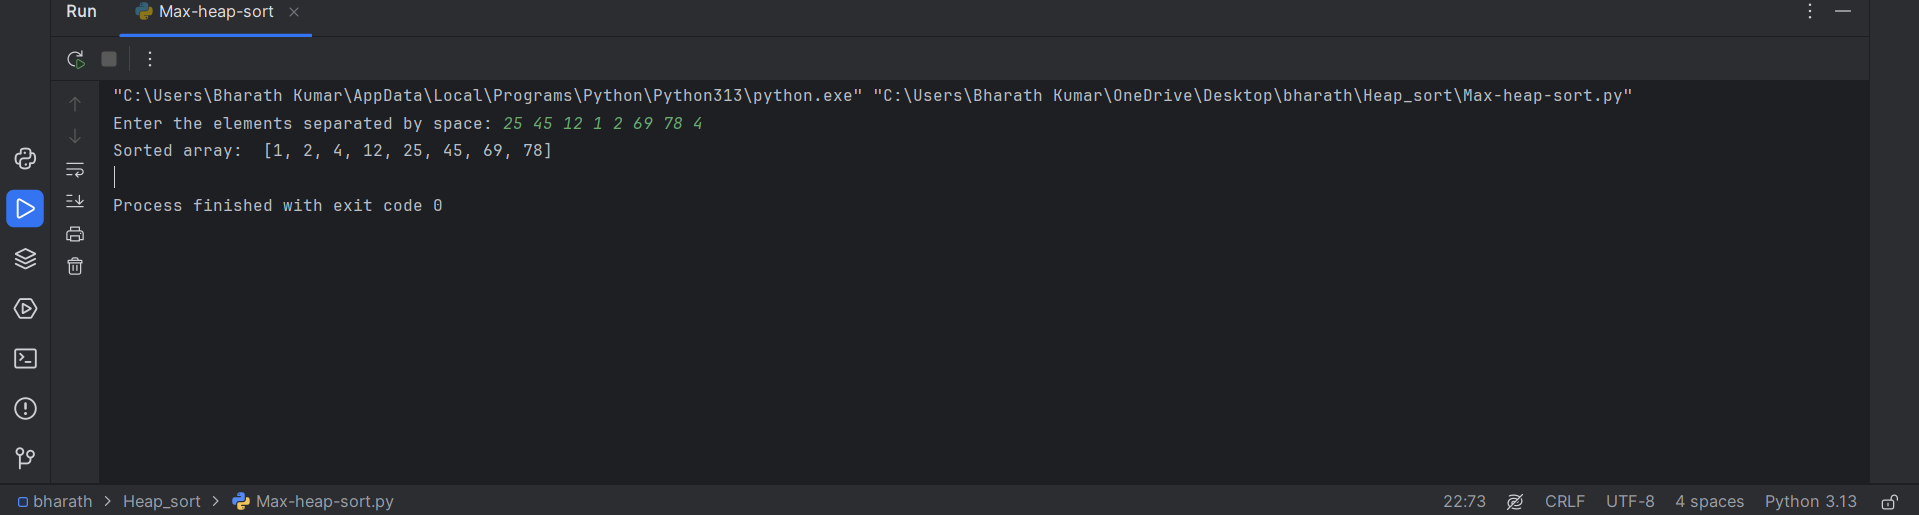 Run Max-heap-sort
"C:\Users\Bharath Kumar\AppData\Local\Programs\Python\Python313\python.exe" "C:\Users\Bharath Kumar\OneDrive\Desktop\bharath\Heap_sort\Max-heap-sort.py"
Enter the elements separated by space: 25 45 12 1 2 69 78 4
Sorted array:  [1, 2, 4, 12, 25, 45, 69, 78]
Process finished with exit code 0
bharath > Heap_sort > Max-heap-sort.py 22:73 CRLF UTF-8 4 spaces Python 3.13